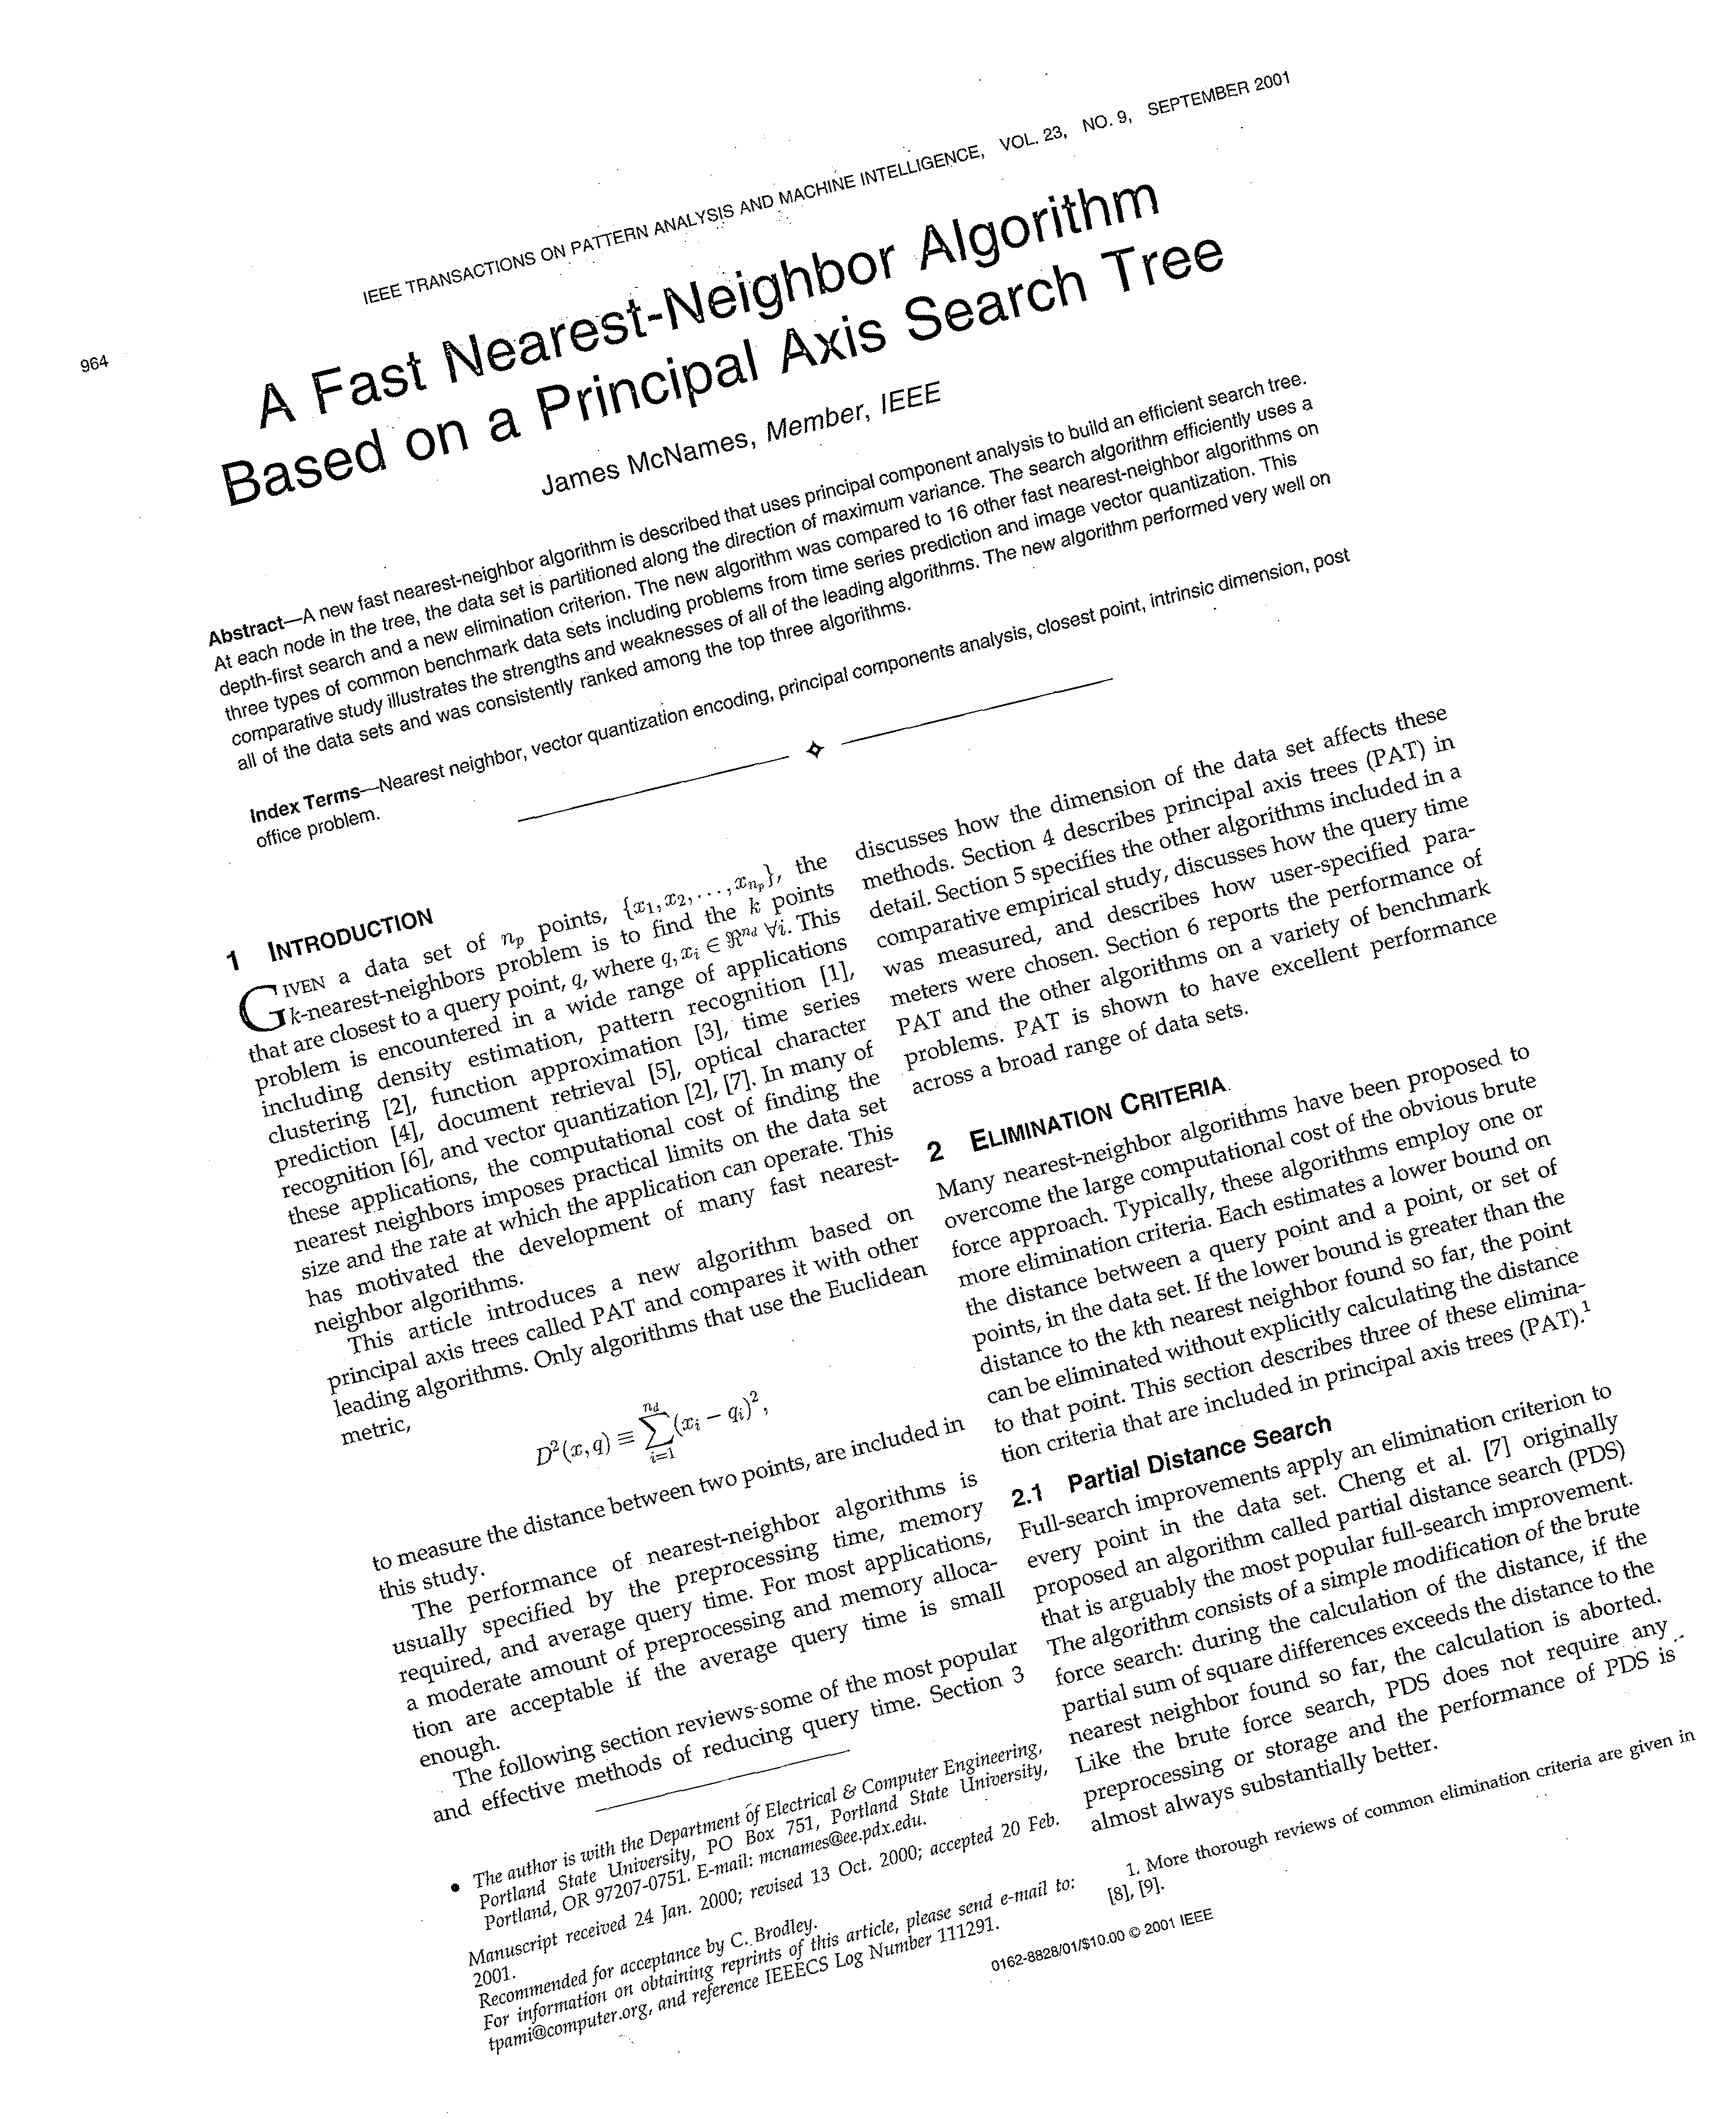 964
IEEE TRANSACTIONS ON PATTERN ANALYSIS AND MACHINE INTELLIGENCE, VOL. 23, NO. 9, SEPTEMBER 2001
A Fast Nearest-Neighbor Algorithm
Based on a Principal Axis Search Tree
James McNames, Member, IEEE
Abstract—A new fast nearest-neighbor algorithm is described that uses principal component analysis to build an efficient search tree.
At each node in the tree, the data set is partitioned along the direction of maximum variance. The search algorithm efficiently uses a
depth-first search and a new elimination criterion. The new algorithm was compared to 16 other fast nearest-neighbor algorithms on
three types of common benchmark data sets including problems from time series prediction and image vector quantization. This
comparative study illustrates the strengths and weaknesses of all of the leading algorithms. The new algorithm performed very well on
all of the data sets and was consistently ranked among the top three algorithms.
Index Terms—Nearest neighbor, vector quantization encoding, principal components analysis, closest point, intrinsic dimension, post
office problem.
1 INTRODUCTION
GIVEN a data set of n_p points, {x_1, x_2, ..., x_{n_p}}, the
k-nearest-neighbors problem is to find the k points
that are closest to a query point, q, where q, x_i ∈ ℜ^{n_d} ∀i. This
problem is encountered in a wide range of applications
including density estimation, pattern recognition [1],
clustering [2], function approximation [3], time series
prediction [4], document retrieval [5], optical character
recognition [6], and vector quantization [2], [7]. In many of
these applications, the computational cost of finding the
nearest neighbors imposes practical limits on the data set
size and the rate at which the application can operate. This
has motivated the development of many fast nearest-
neighbor algorithms.
This article introduces a new algorithm based on
principal axis trees called PAT and compares it with other
leading algorithms. Only algorithms that use the Euclidean
metric,
D²(x, q) ≡ ∑_{i=1}^{n_d} (x_i − q_i)²,
to measure the distance between two points, are included in
this study.
The performance of nearest-neighbor algorithms is
usually specified by the preprocessing time, memory
required, and average query time. For most applications,
a moderate amount of preprocessing and memory alloca-
tion are acceptable if the average query time is small
enough.
The following section reviews some of the most popular
and effective methods of reducing query time. Section 3
• The author is with the Department of Electrical & Computer Engineering,
Portland State University, PO Box 751, Portland State University,
Portland, OR 97207-0751. E-mail: mcnames@ee.pdx.edu.
Manuscript received 24 Jan. 2000; revised 13 Oct. 2000; accepted 20 Feb.
2001.
Recommended for acceptance by C. Brodley.
For information on obtaining reprints of this article, please send e-mail to:
tpami@computer.org, and reference IEEECS Log Number 111291.
discusses how the dimension of the data set affects these
methods. Section 4 describes principal axis trees (PAT) in
detail. Section 5 specifies the other algorithms included in a
comparative empirical study, discusses how the query time
was measured, and describes how user-specified para-
meters were chosen. Section 6 reports the performance of
PAT and the other algorithms on a variety of benchmark
problems. PAT is shown to have excellent performance
across a broad range of data sets.
2 ELIMINATION CRITERIA
Many nearest-neighbor algorithms have been proposed to
overcome the large computational cost of the obvious brute
force approach. Typically, these algorithms employ one or
more elimination criteria. Each estimates a lower bound on
the distance between a query point and a point, or set of
points, in the data set. If the lower bound is greater than the
distance to the kth nearest neighbor found so far, the point
can be eliminated without explicitly calculating the distance
to that point. This section describes three of these elimina-
tion criteria that are included in principal axis trees (PAT).¹
2.1 Partial Distance Search
Full-search improvements apply an elimination criterion to
every point in the data set. Cheng et al. [7] originally
proposed an algorithm called partial distance search (PDS)
that is arguably the most popular full-search improvement.
The algorithm consists of a simple modification of the brute
force search: during the calculation of the distance, if the
partial sum of square differences exceeds the distance to the
nearest neighbor found so far, the calculation is aborted.
Like the brute force search, PDS does not require any
preprocessing or storage and the performance of PDS is
almost always substantially better.
1. More thorough reviews of common elimination criteria are given in
[8], [9].
0162-8828/01/$10.00 © 2001 IEEE